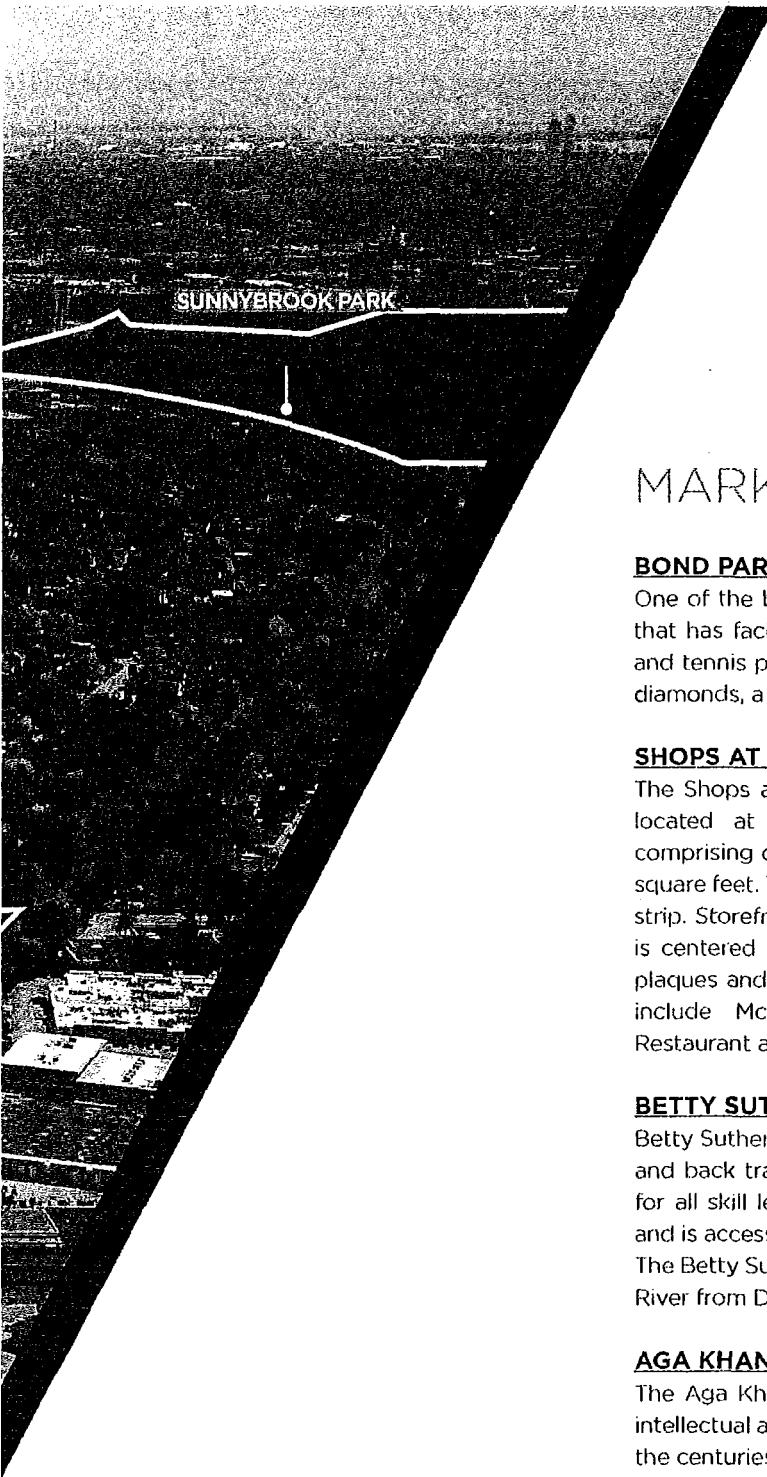 SUNNYBROOK PARK
MARK
BOND PAR
One of the b
that has fac
and tennis p
diamonds, a
SHOPS AT
The Shops a
located at
comprising
square feet.
strip. Storefr
is centered
plaques and
include Mc
Restaurant a
BETTY SUT
Betty Suther
and back tra
for all skill le
and is access
The Betty Su
River from D
AGA KHAN
The Aga Kh
intellectual a
the centuries